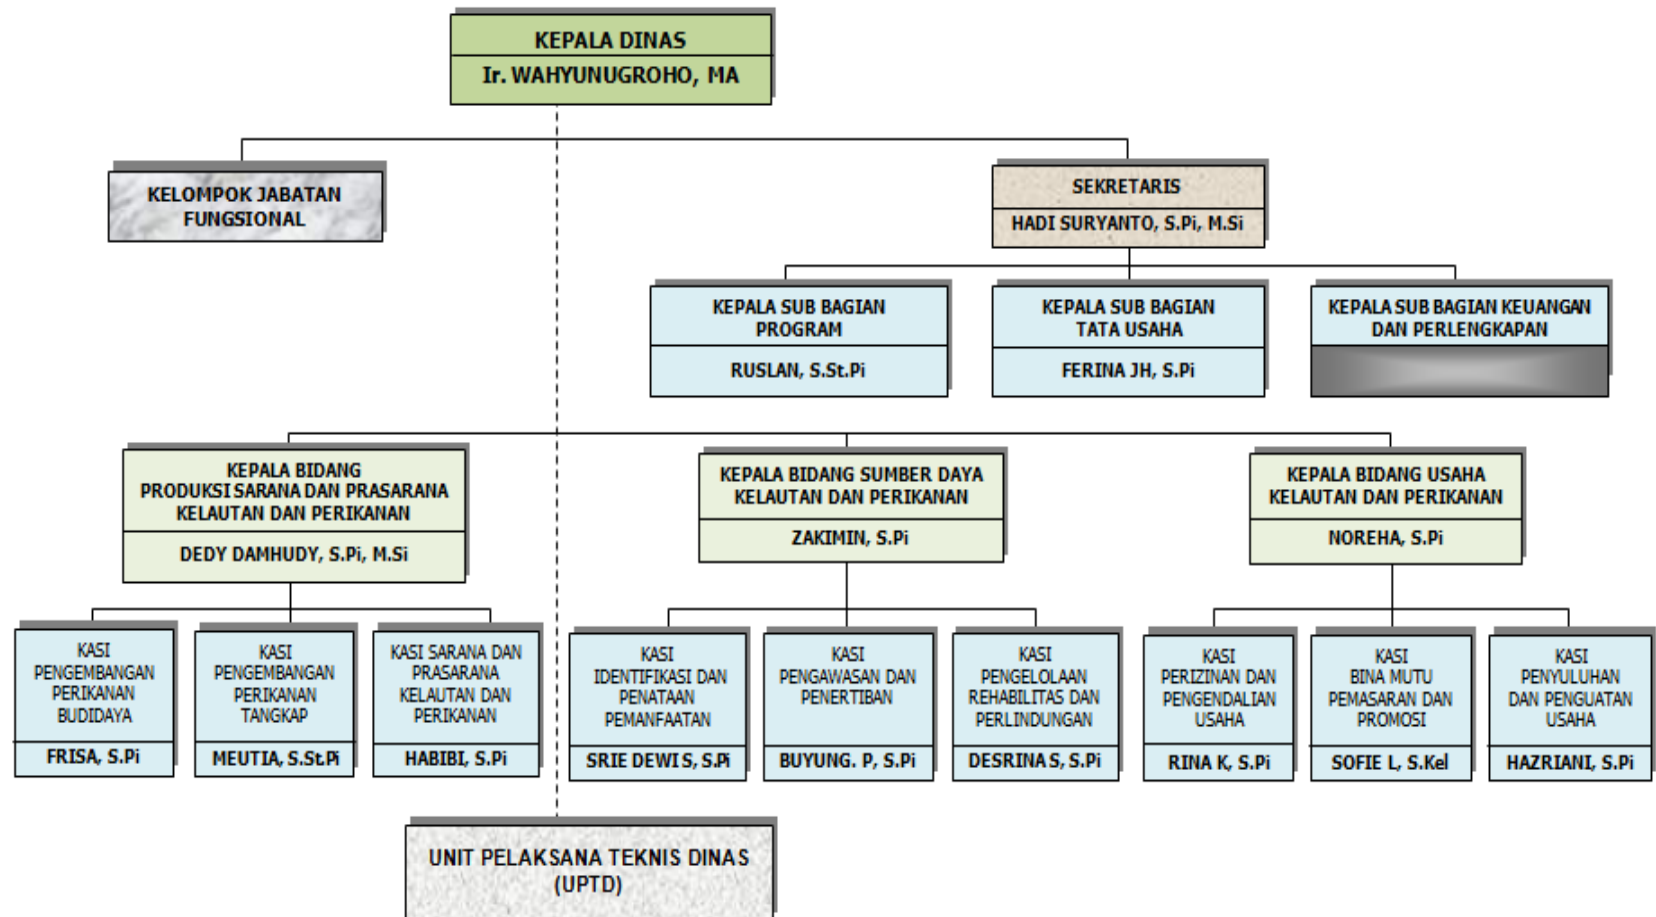 KEPALA DINAS
Ir. WAHYUNUGROHO, MA
KELOMPOK JABATAN
FUNGSIONAL
SEKRETARIS
HADI SURYANTO, S.Pi, M.Si
KEPALA SUB BAGIAN
PROGRAM
RUSLAN, S.St.Pi
KEPALA SUB BAGIAN
TATA USAHA
FERINA JH, S.Pi
KEPALA SUB BAGIAN KEUANGAN
DAN PERLENGKAPAN
KEPALA BIDANG
PRODUKSI SARANA DAN PRASARANA
KELAUTAN DAN PERIKANAN
DEDY DAMHUDY, S.Pi, M.Si
KEPALA BIDANG SUMBER DAYA
KELAUTAN DAN PERIKANAN
ZAKIMIN, S.Pi
KEPALA BIDANG USAHA
KELAUTAN DAN PERIKANAN
NOREHA, S.Pi
KASI
PENGEMBANGAN
PERIKANAN
BUDIDAYA
FRISA, S.Pi
KASI
PENGEMBANGAN
PERIKANAN
TANGKAP
MEUTIA, S.St.Pi
KASI SARANA DAN
PRASARANA
KELAUTAN DAN
PERIKANAN
HABIBI, S.Pi
KASI
IDENTIFIKASI DAN
PENATAAN
PEMANFAATAN
SRIE DEWI S, S.Pi
KASI
PENGAWASAN DAN
PENERTIBAN
BUYUNG. P, S.Pi
KASI
PENGELOLAAN
REHABILITAS DAN
PERLINDUNGAN
DESRINA S, S.Pi
KASI
PERIZINAN DAN
PENGENDALIAN
USAHA
RINA K, S.Pi
KASI
BINA MUTU
PEMASARAN DAN
PROMOSI
SOFIE L, S.Kel
KASI
PENYULUHAN
DAN PENGUATAN
USAHA
HAZRIANI, S.Pi
UNIT PELAKSANA TEKNIS DINAS
(UPTD)